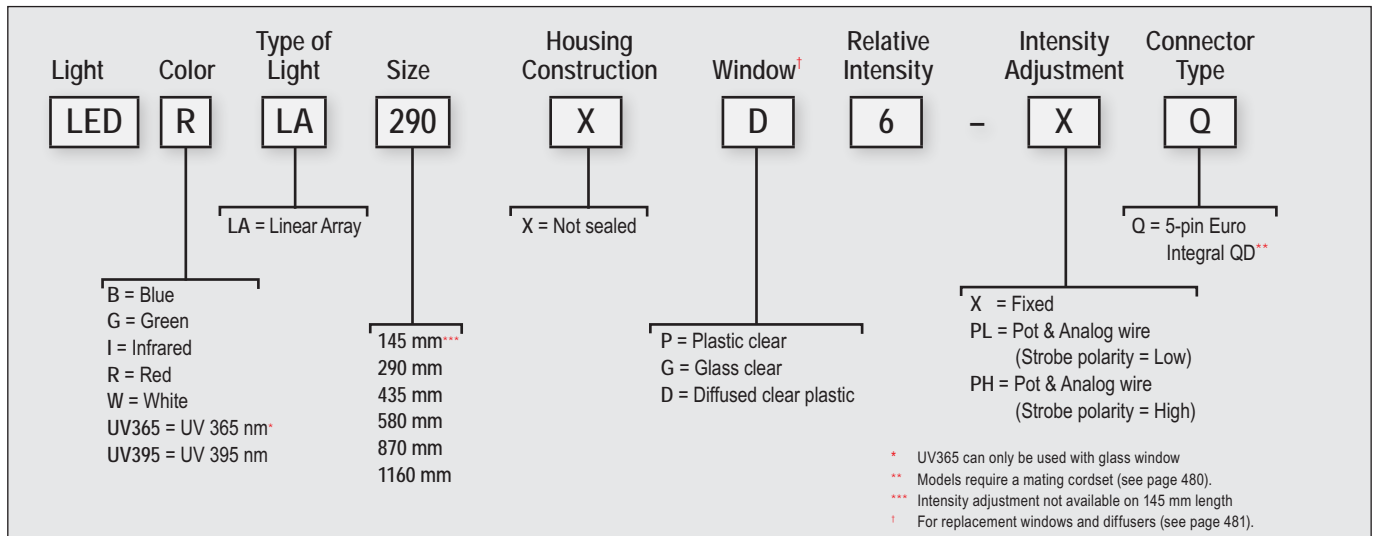 Light
Color
Type of
Light
Size
Housing
Construction
Window†
Relative
Intensity
Intensity
Adjustment
Connector
Type
LED
R
LA
290
X
D
6
–
X
Q
LA = Linear Array
X = Not sealed
Q = 5-pin Euro
Integral QD**
B = Blue
G = Green
I = Infrared
R = Red
W = White
UV365 = UV 365 nm*
UV395 = UV 395 nm
145 mm***
290 mm
435 mm
580 mm
870 mm
1160 mm
P = Plastic clear
G = Glass clear
D = Diffused clear plastic
X = Fixed
PL = Pot & Analog wire
(Strobe polarity = Low)
PH = Pot & Analog wire
(Strobe polarity = High)
* UV365 can only be used with glass window
** Models require a mating cordset (see page 480).
*** Intensity adjustment not available on 145 mm length
† For replacement windows and diffusers (see page 481).